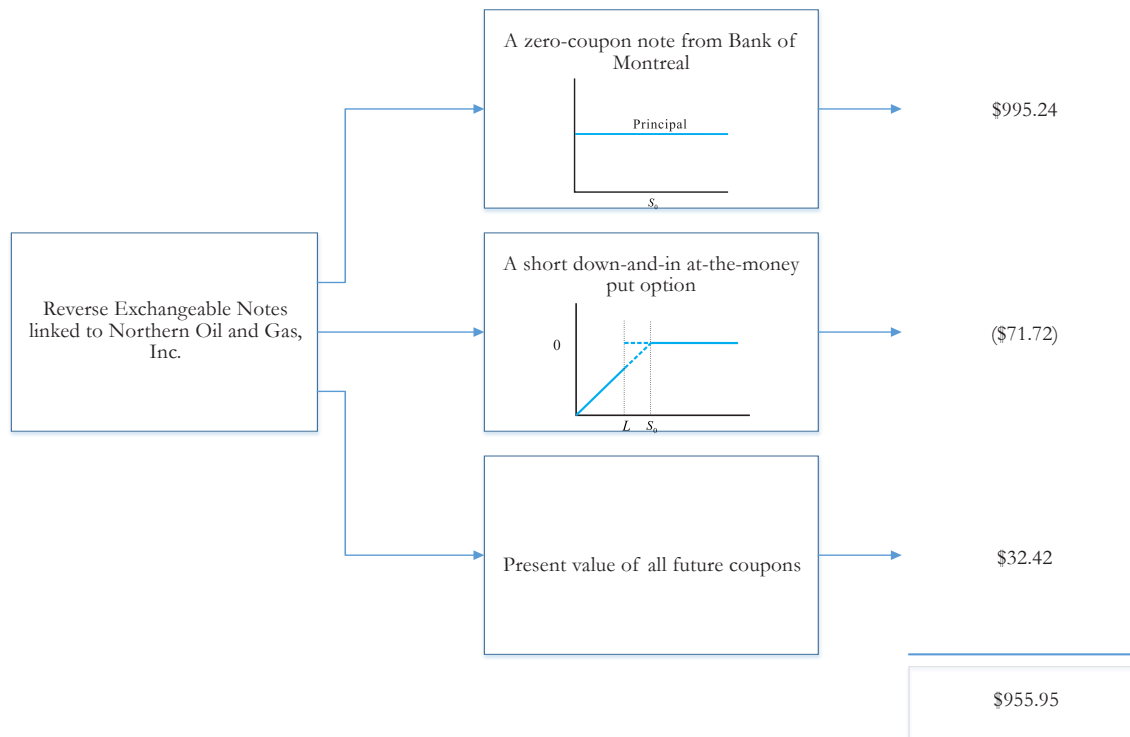 A zero-coupon note from Bank of
Montreal
Principal
S₀
$995.24
Reverse Exchangeable Notes
linked to Northern Oil and Gas,
Inc.
A short down-and-in at-the-money
put option
0
L S₀
($71.72)
Present value of all future coupons
$32.42
$955.95